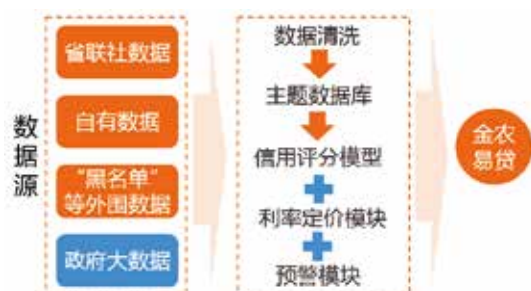 数据源
省联社数据
自有数据
“黑名单”
等外围数据
政府大数据
数据清洗
主题数据库
信用评分模型
利率定价模块
预警模块
金农
易贷